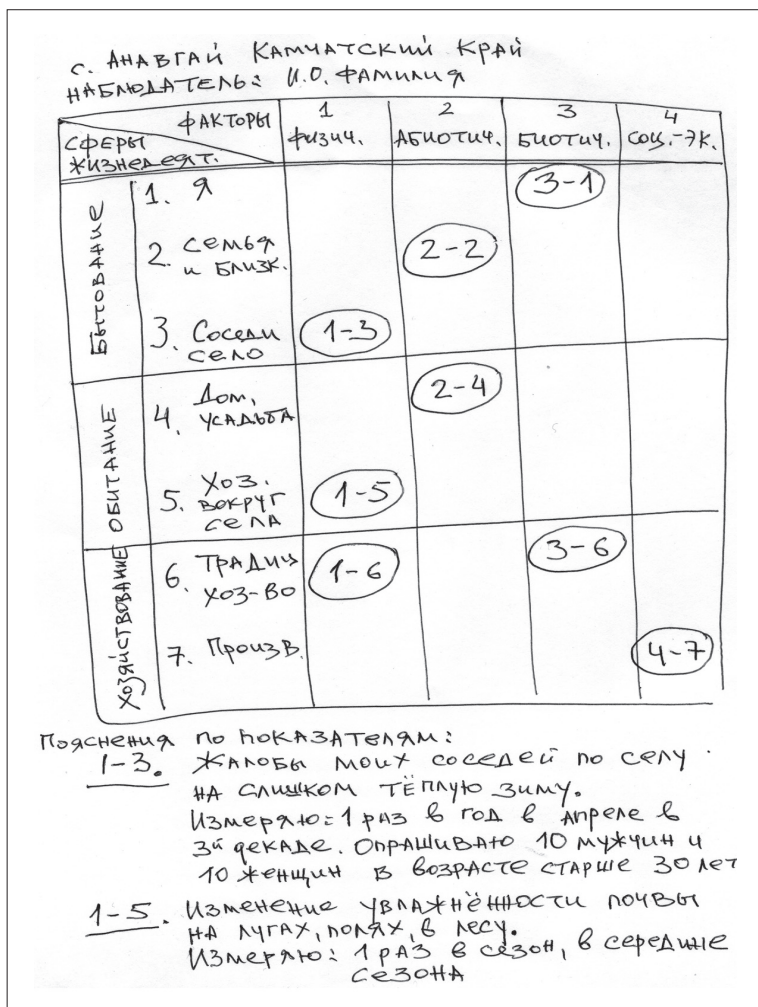 с. Анавгай Камчатский край
Наблюдатель: И.О. Фамилия
Факторы
Сферы жизнедеят.
1 физич.
2 Абиотич.
3 Биотич.
4 Соц.-эк.
Бытование
1. Я
3-1
2. Семья и близк.
2-2
3. Соседи село
1-3
Обитание
4. Дом, усадьба
2-4
5. Хоз. вокруг села
1-5
Хозяйствование
6. Традиц хоз-во
1-6
3-6
7. Произв.
4-7
Пояснения по показателям:
1-3. Жалобы моих соседей по селу
на слишком тёплую зиму.
Измеряю: 1 раз в год в апреле в
3й декаде. Опрашиваю 10 мужчин и
10 женщин в возрасте старше 30 лет
1-5. Изменение увлажнённости почвы
на лугах, полях, в лесу.
Измеряю: 1 раз в сезон, в середине
сезона